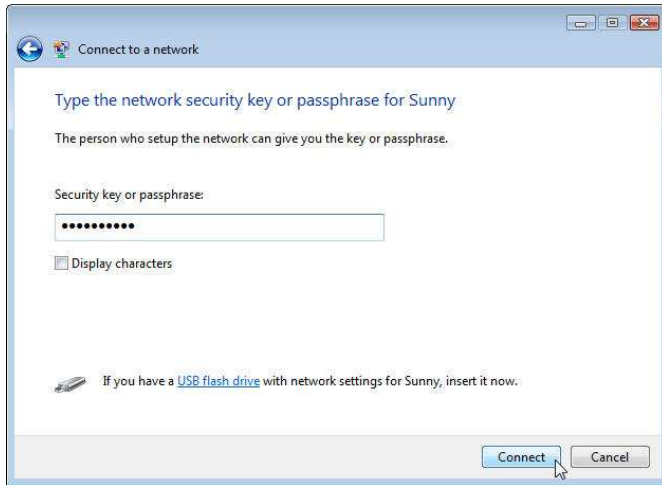 Connect to a network
Type the network security key or passphrase for Sunny
The person who setup the network can give you the key or passphrase.
Security key or passphrase:
••••••••••
Display characters
If you have a USB flash drive with network settings for Sunny, insert it now.
Connect Cancel